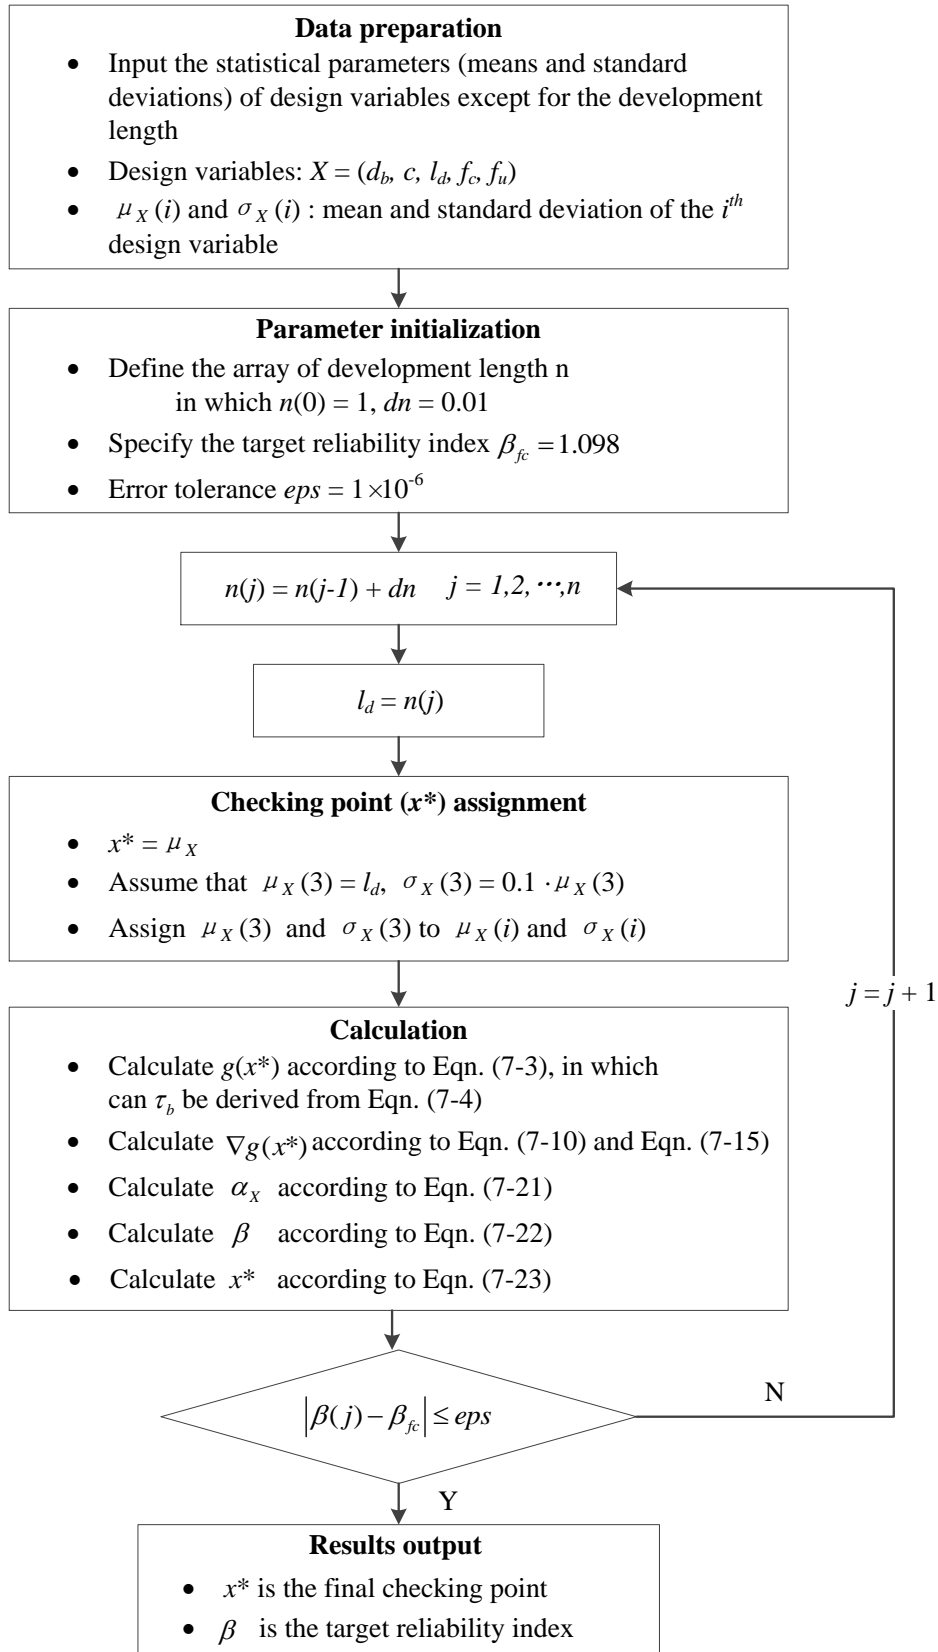 Data preparation
• Input the statistical parameters (means and standard
deviations) of design variables except for the development
length
• Design variables: X = (d_b, c, l_d, f_c, f_u)
• μ_X(i) and σ_X(i) : mean and standard deviation of the i^th
design variable
Parameter initialization
• Define the array of development length n
in which n(0) = 1, dn = 0.01
• Specify the target reliability index β_fc = 1.098
• Error tolerance eps = 1×10^-6
n(j) = n(j-1) + dn j = 1,2, ⋯,n
l_d = n(j)
Checking point (x*) assignment
• x* = μ_X
• Assume that μ_X(3) = l_d, σ_X(3) = 0.1 · μ_X(3)
• Assign μ_X(3) and σ_X(3) to μ_X(i) and σ_X(i)
j = j + 1
Calculation
• Calculate g(x*) according to Eqn. (7-3), in which
can τ_b be derived from Eqn. (7-4)
• Calculate ∇g(x*) according to Eqn. (7-10) and Eqn. (7-15)
• Calculate α_X according to Eqn. (7-21)
• Calculate β according to Eqn. (7-22)
• Calculate x* according to Eqn. (7-23)
|β(j) − β_fc| ≤ eps
N
Y
Results output
• x* is the final checking point
• β is the target reliability index